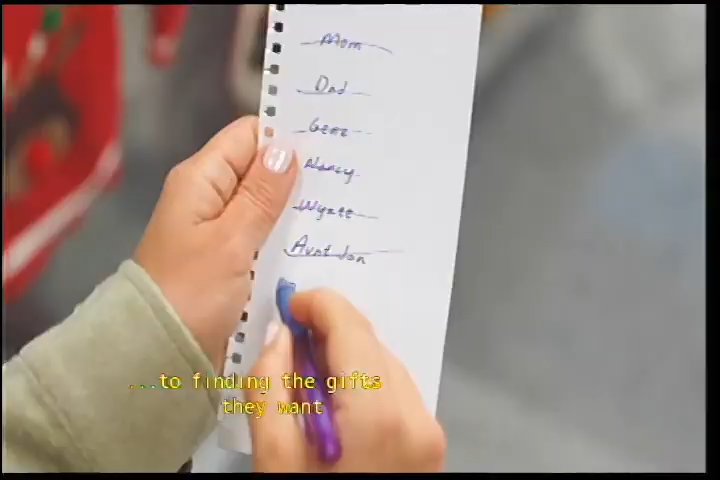 Mom
Dad
Gene
Nancy
Wyatt
Aunt Jan
...to finding the gifts
they want